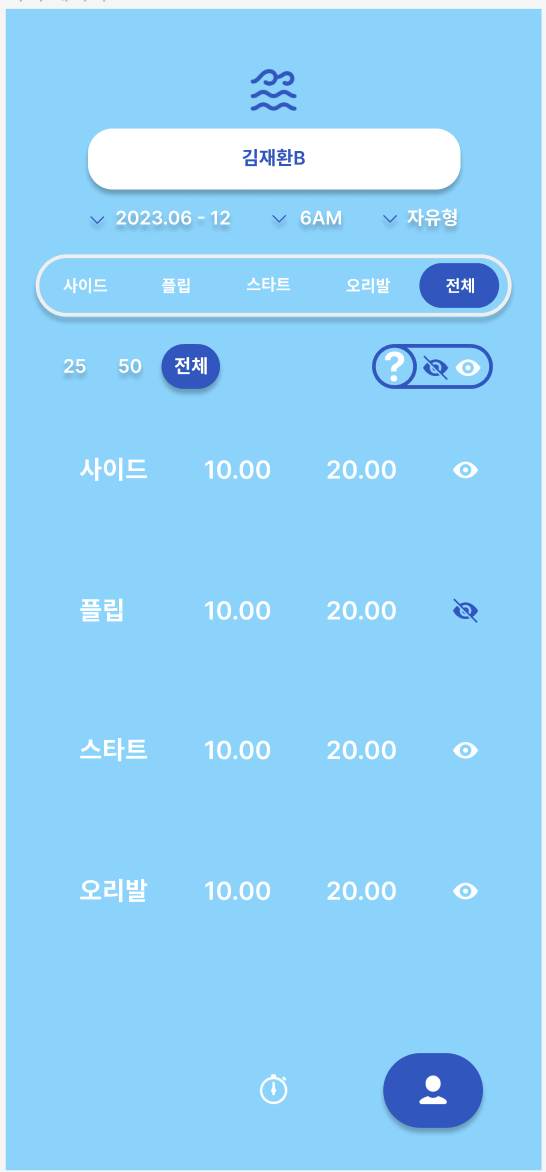 김재환B
2023.06 - 12 6AM 자유형
사이드 플립 스타트 오리발 전체
25 50 전체 ?
사이드 10.00 20.00
플립 10.00 20.00
스타트 10.00 20.00
오리발 10.00 20.00